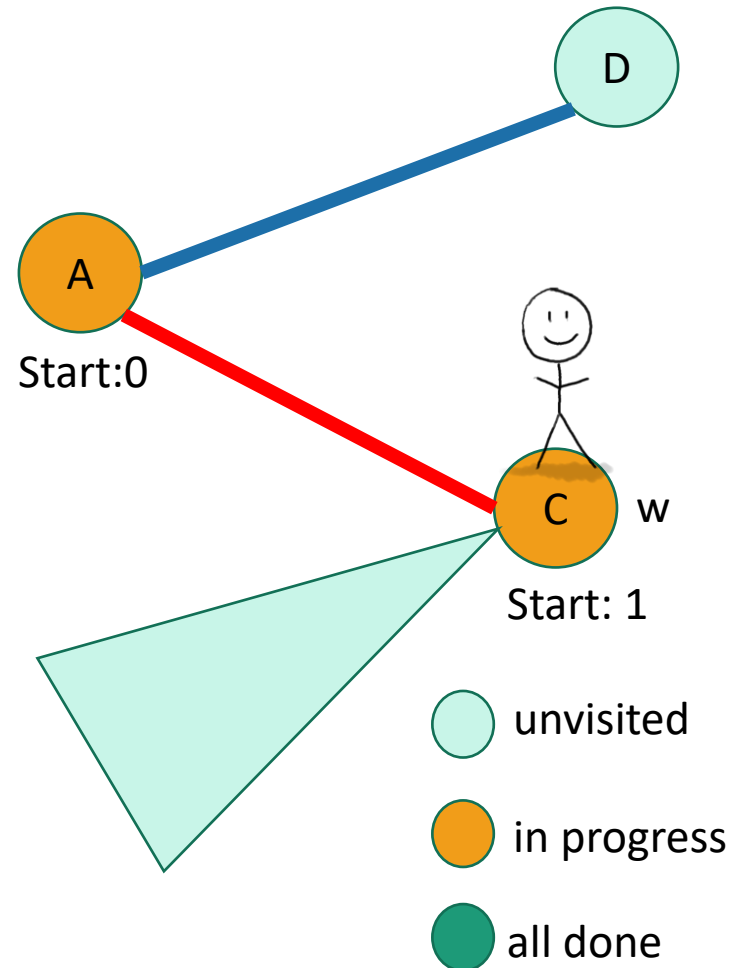 D
A
Start:0
C
w
Start: 1
unvisited
in progress
all done